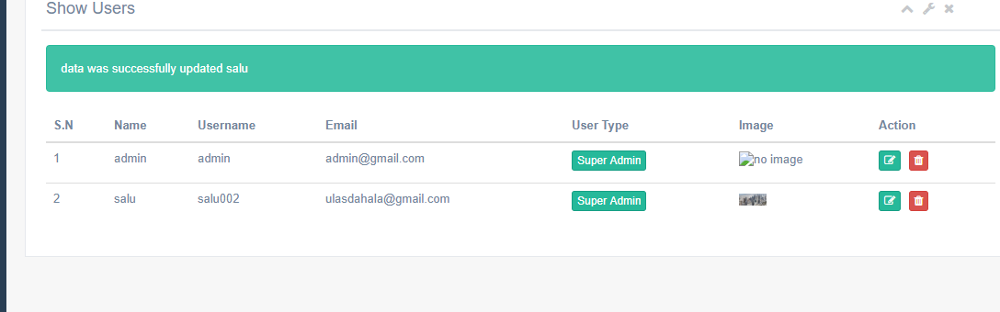 Show Users
data was successfully updated salu
S.N Name Username Email User Type Image Action
1 admin admin admin@gmail.com Super Admin no image
2 salu salu002 ulasdahala@gmail.com Super Admin